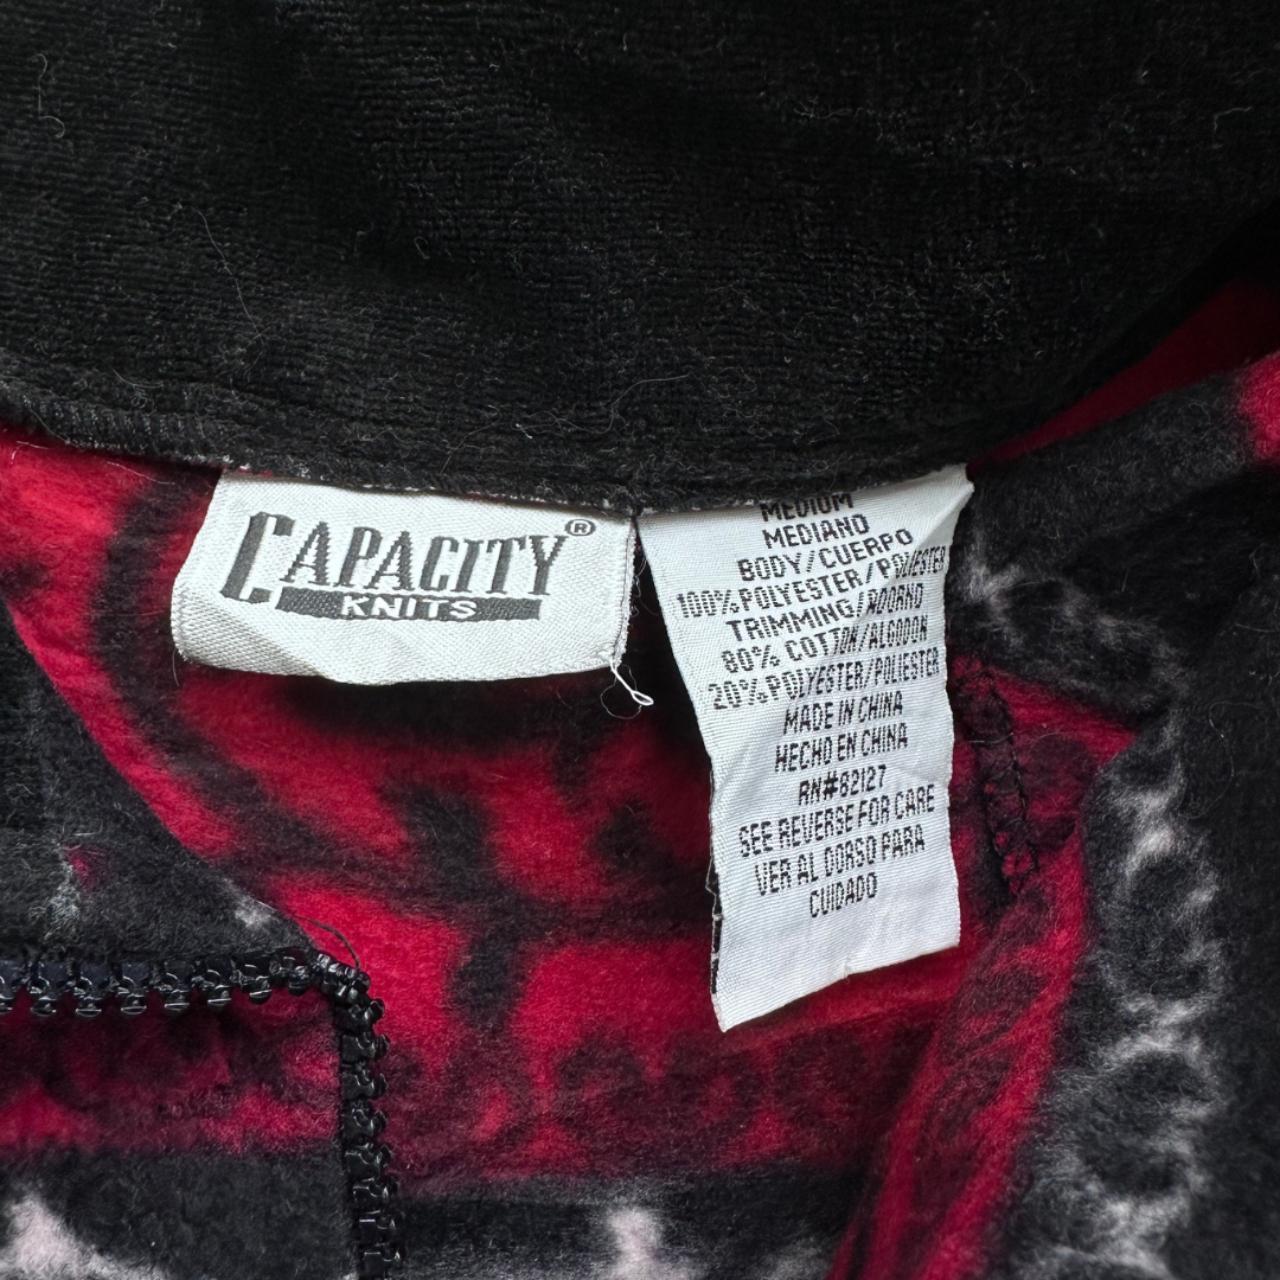 CAPACITY®
KNITS
MEDIUM
MEDIANO
BODY/CUERPO
100%POLYESTER/POLIESTER
TRIMMING/ADORNO
80% COTTON/ALGODON
20%POLYESTER/POLIESTER
MADE IN CHINA
HECHO EN CHINA
RN#82127
SEE REVERSE FOR CARE
VER AL DORSO PARA
CUIDADO